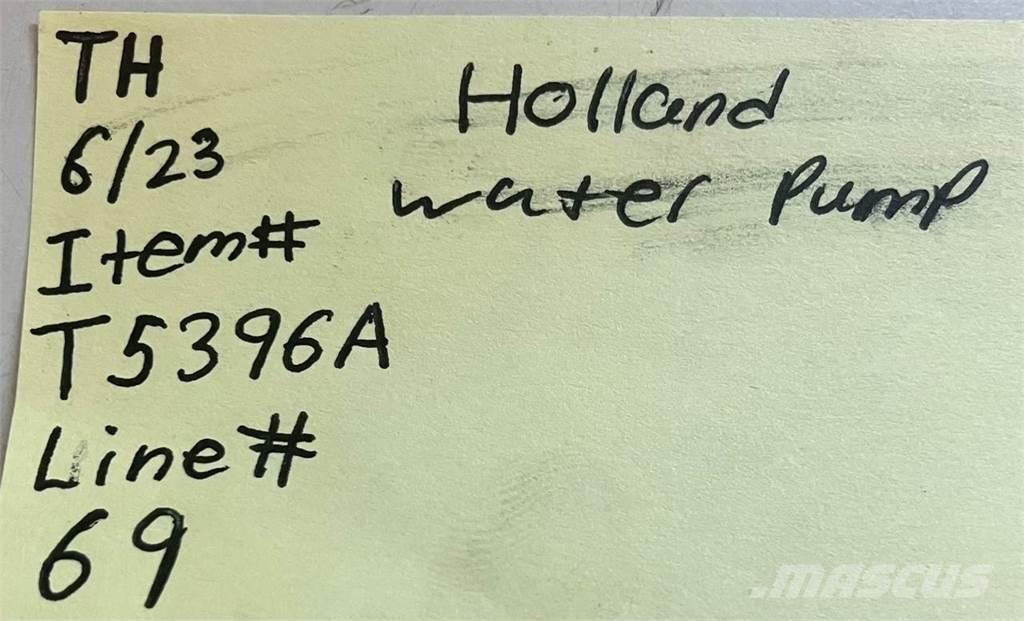 TH
6/23
Item#
T5396A
Line#
69
Holland
water Pump
MASCUS